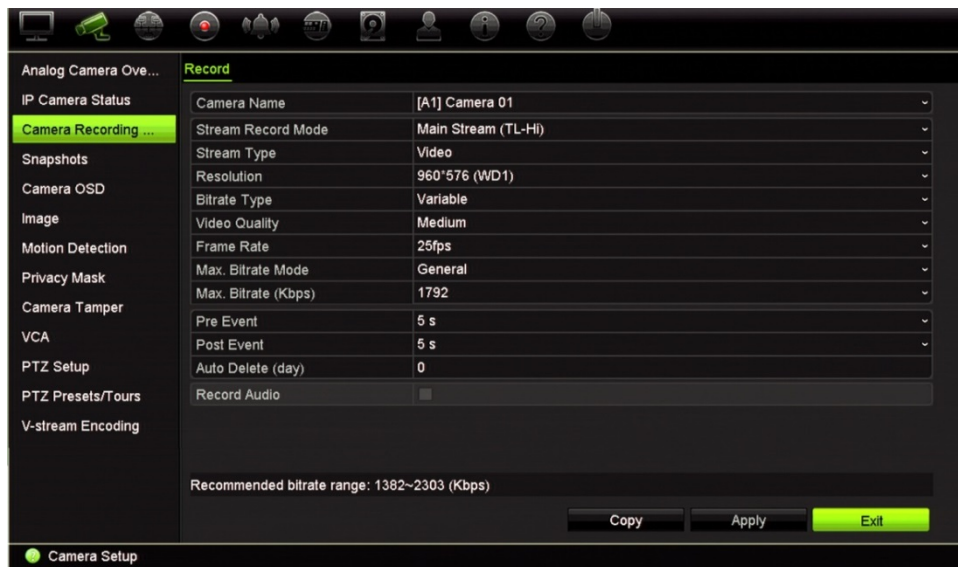 Analog Camera Ove...
IP Camera Status
Camera Recording ...
Snapshots
Camera OSD
Image
Motion Detection
Privacy Mask
Camera Tamper
VCA
PTZ Setup
PTZ Presets/Tours
V-stream Encoding
Record
Camera Name [A1] Camera 01
Stream Record Mode Main Stream (TL-Hi)
Stream Type Video
Resolution 960*576 (WD1)
Bitrate Type Variable
Video Quality Medium
Frame Rate 25fps
Max. Bitrate Mode General
Max. Bitrate (Kbps) 1792
Pre Event 5 s
Post Event 5 s
Auto Delete (day) 0
Record Audio
Recommended bitrate range: 1382~2303 (Kbps)
Copy Apply Exit
Camera Setup